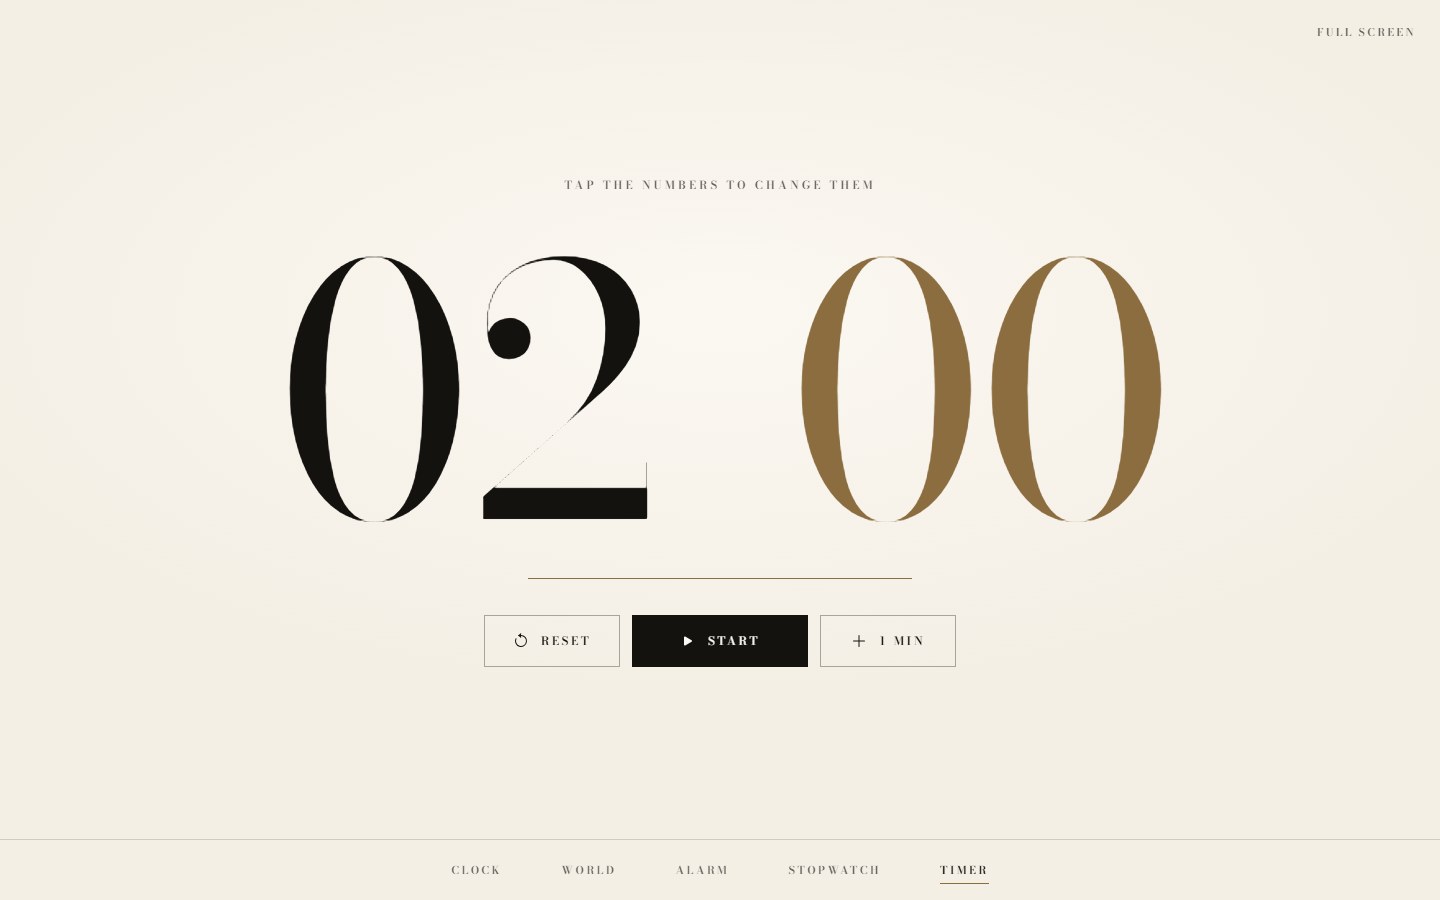 FULL SCREEN
TAP THE NUMBERS TO CHANGE THEM
02 00
RESET START 1 MIN
CLOCK WORLD ALARM STOPWATCH TIMER